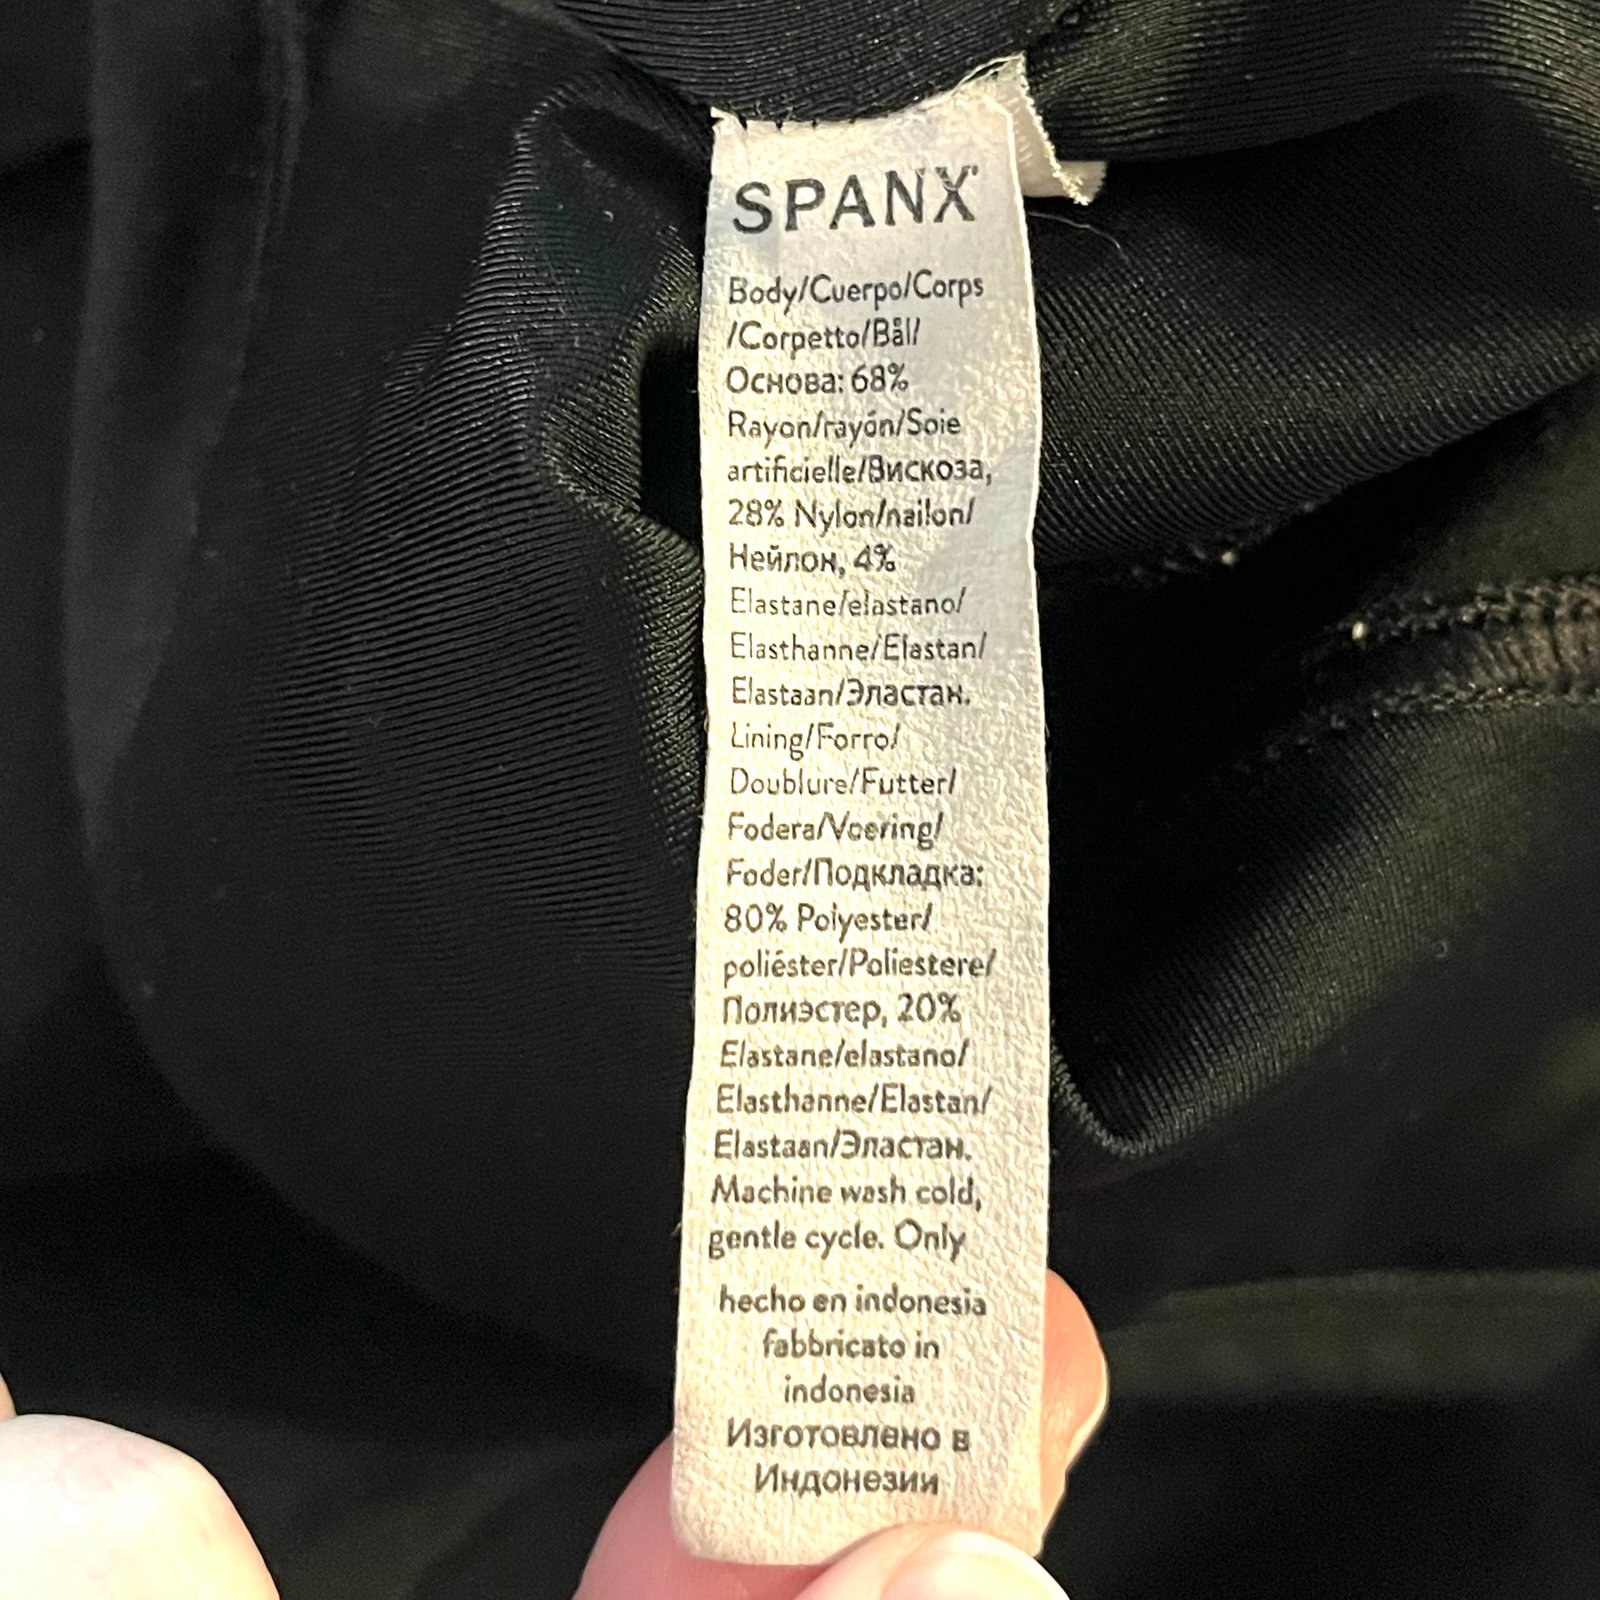 SPANX®
Body/Cuerpo/Corps
/Corpetto/Bål/
Основа: 68%
Rayon/rayón/Soie
artificielle/Вискоза,
28% Nylon/nailon/
Нейлон, 4%
Elastane/elastano/
Elasthanne/Elastan/
Elastaan/Эластан.
Lining/Forro/
Doublure/Futter/
Fodera/Voering/
Foder/Подкладка:
80% Polyester/
poliéster/Poliestere/
Полиэстер, 20%
Elastane/elastano/
Elasthanne/Elastan/
Elastaan/Эластан.
Machine wash cold,
gentle cycle. Only
hecho en indonesia
fabbricato in
indonesia
Изготовлено в
Индонезии